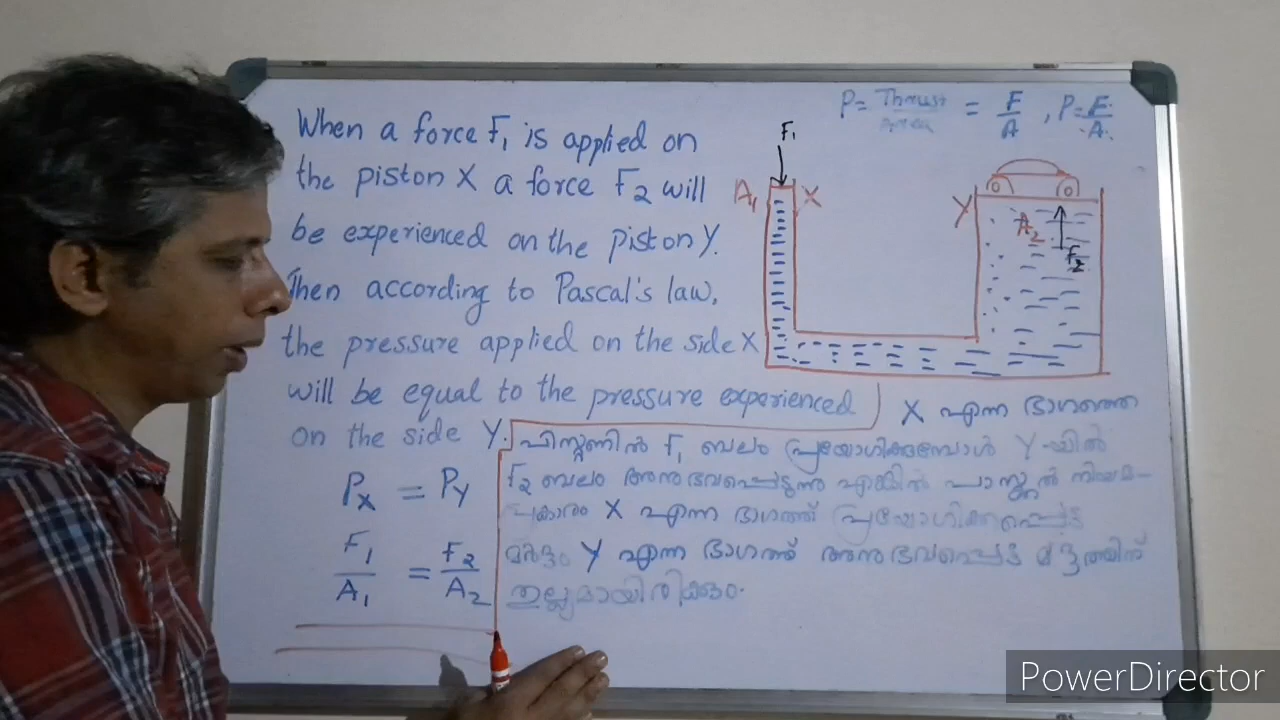 P = Thrust / Area = F / A , P = F / A
When a force F₁ is applied on
the piston X a force F₂ will
be experienced on the piston Y.
Then according to Pascal's law,
the pressure applied on the side X
will be equal to the pressure experienced
on the side Y.
P_X = P_Y
F₁ / A₁ = F₂ / A₂
F₁
A₁ X
Y
A₂
F₂
X എന്ന ഭാഗത്തെ
പിസ്റ്റണിൽ F₁ ബലം പ്രയോഗിക്കുമ്പോൾ Y-യിൽ
F₂ ബലം അനുഭവപ്പെടുന്നു എങ്കിൽ പാസ്കൽ നിയമ-
പ്രകാരം X എന്ന ഭാഗത്ത് പ്രയോഗിക്കപ്പെട്ട
മർദ്ദം Y എന്ന ഭാഗത്ത് അനുഭവപ്പെട്ട മർദ്ദത്തിന്
തുല്യമായിരിക്കും.
PowerDirector